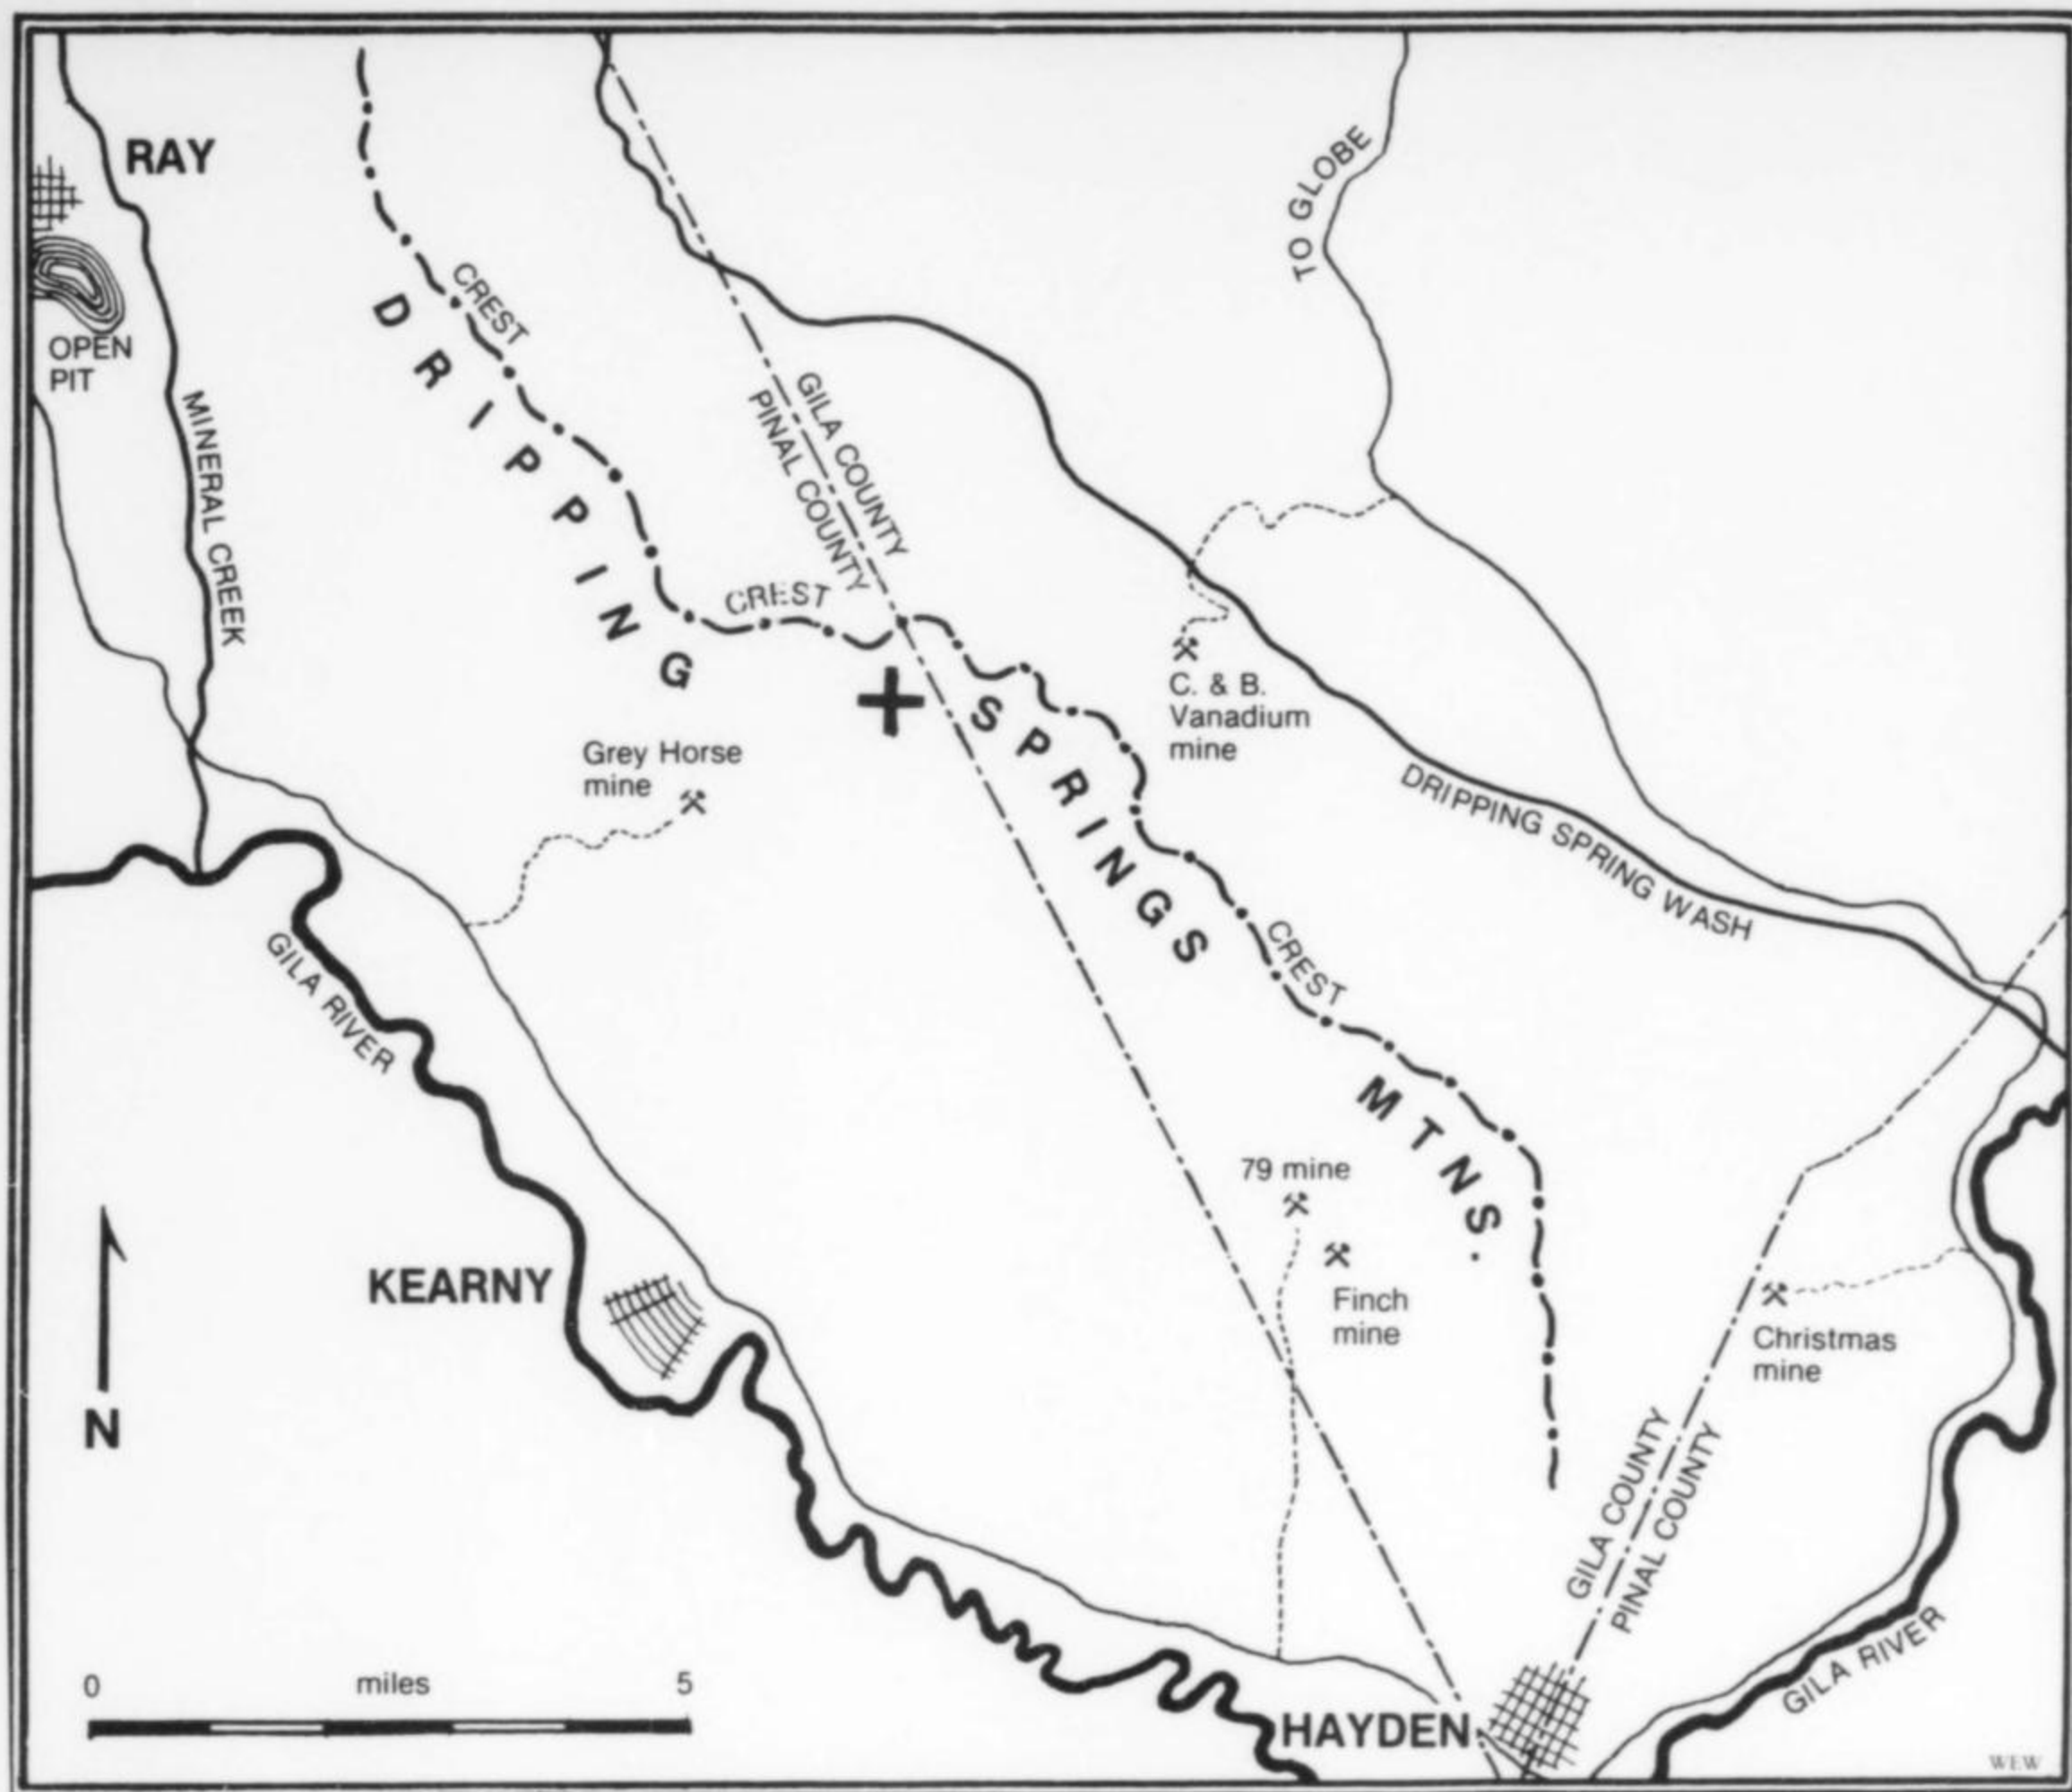 RAY
OPEN
PIT
MINERAL CREEK
CREST
DRIPPING
TO GLOBE
GILA COUNTY
PINAL COUNTY
CREST
SPRINGS
C. & B.
Vanadium
mine
Grey Horse
mine
DRIPPING SPRING WASH
GILA RIVER
CREST
MTNS.
79 mine
Finch
mine
KEARNY
Christmas
mine
N
GILA COUNTY
PINAL COUNTY
GILA RIVER
0 miles 5
HAYDEN
WEW